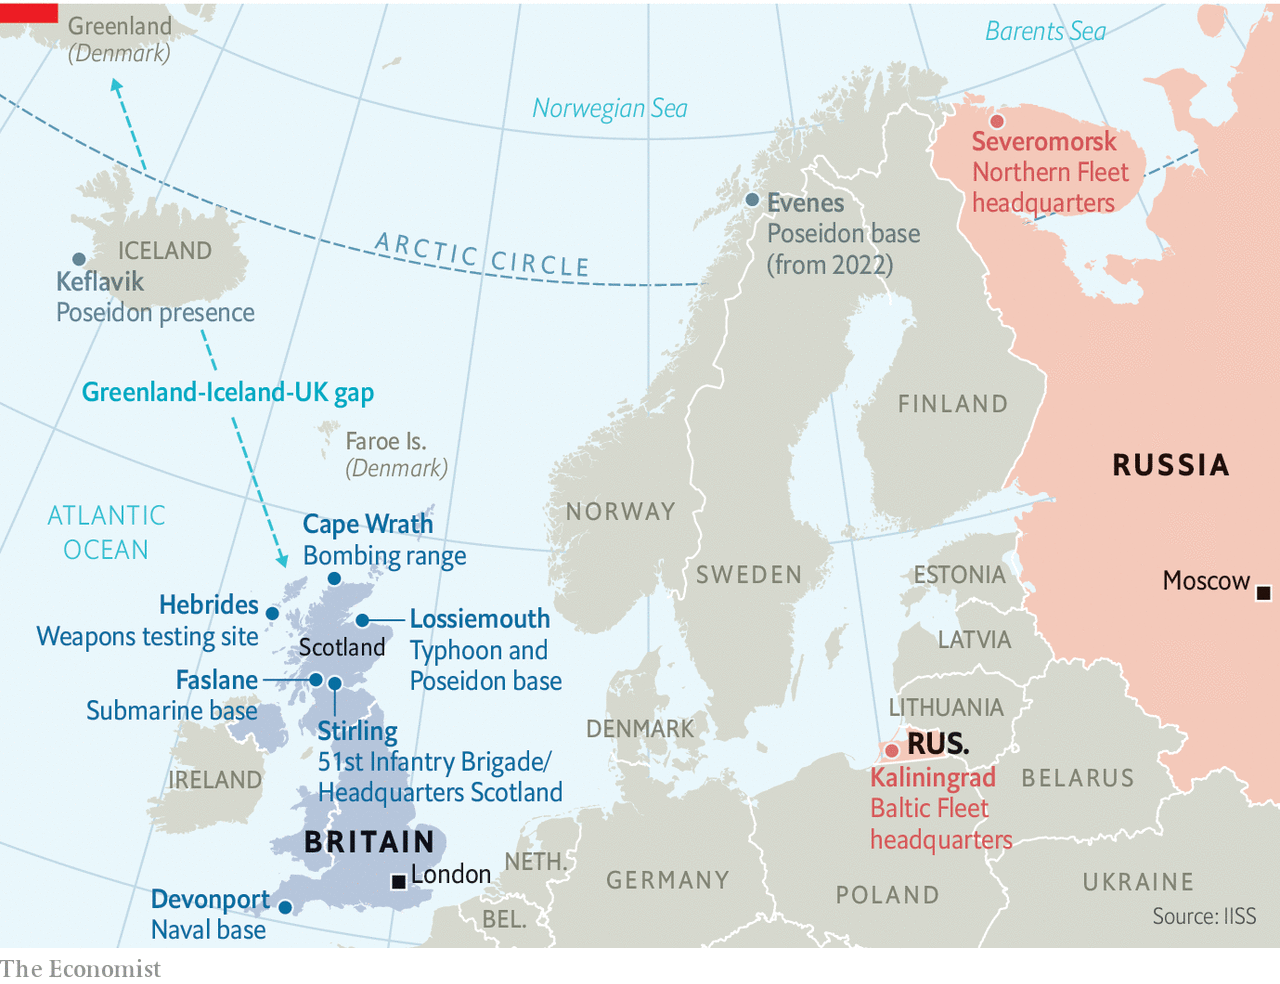 Greenland
(Denmark)
Barents Sea
Norwegian Sea
Severomorsk
Northern Fleet
headquarters
Evenes
Poseidon base
(from 2022)
ARCTIC CIRCLE
ICELAND
Keflavik
Poseidon presence
Greenland-Iceland-UK gap
FINLAND
Faroe Is.
(Denmark)
RUSSIA
NORWAY
ATLANTIC
OCEAN
Cape Wrath
Bombing range
SWEDEN
ESTONIA
Moscow
Hebrides
Weapons testing site
Lossiemouth
Typhoon and
Poseidon base
Scotland
LATVIA
Faslane
Submarine base
LITHUANIA
Stirling
51st Infantry Brigade/
Headquarters Scotland
DENMARK
RUS.
Kaliningrad
Baltic Fleet
headquarters
BELARUS
IRELAND
BRITAIN
London
NETH.
GERMANY
POLAND
UKRAINE
Devonport
Naval base
BEL.
Source: IISS
The Economist